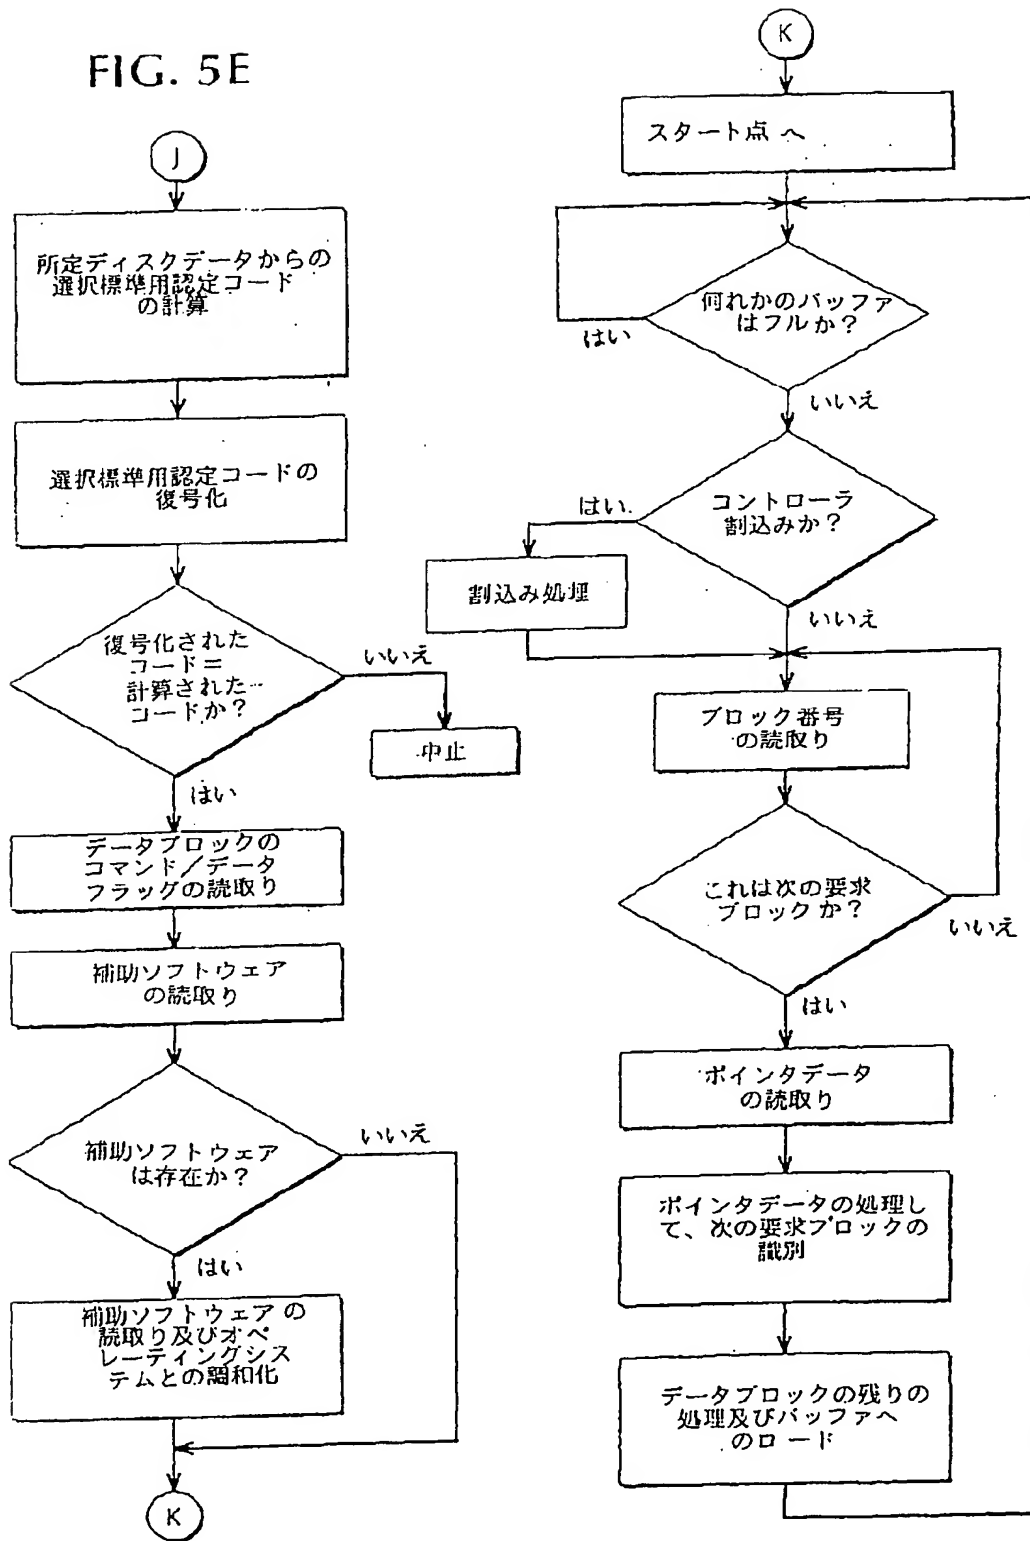 FIG. 5E
J
所定ディスクデータからの
選択標準用認定コード
の計算
選択標準用認定コードの
復号化
復号化された
コード=
計算された
コードか?
いいえ
中止
はい
データブロックの
コマンド/データ
フラッグの読取り
補助ソフトウェア
の読取り
補助ソフトウェア
は存在か?
いいえ
はい
補助ソフトウェアの
読取り及びオペ
レーティングシス
テムとの調和化
K
K
スタート点へ
何れかのバッファ
はフルか?
はい
いいえ
コントローラ
割込みか?
はい
割込み処理
いいえ
ブロック番号
の読取り
これは次の要求
ブロックか?
いいえ
はい
ポインタデータ
の読取り
ポインタデータの処理し
て、次の要求ブロックの
識別
データブロックの残りの
処理及びバッファへ
のロード